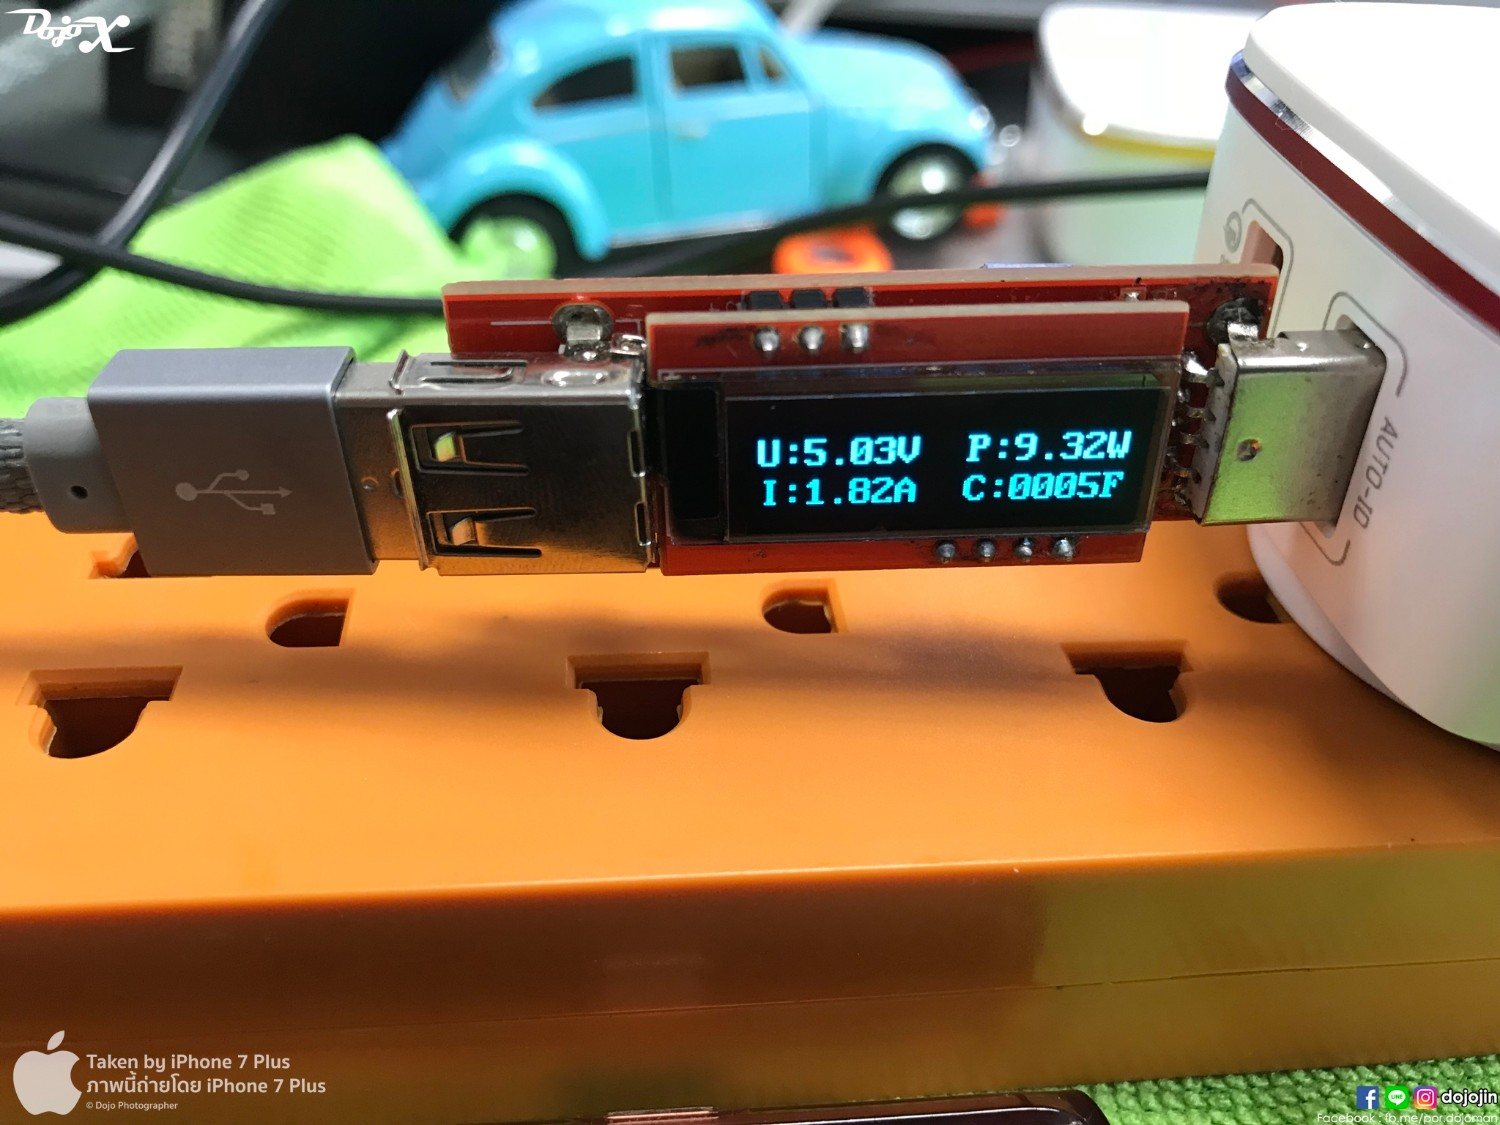 DojoX
U:5.03V P:9.32W
I:1.82A C:0005F
AUTO-ID
Taken by iPhone 7 Plus
ภาพนี้ถ่ายโดย iPhone 7 Plus
© Dojo Photographer
dojojin
Facebook : fb.me/por.dojoman